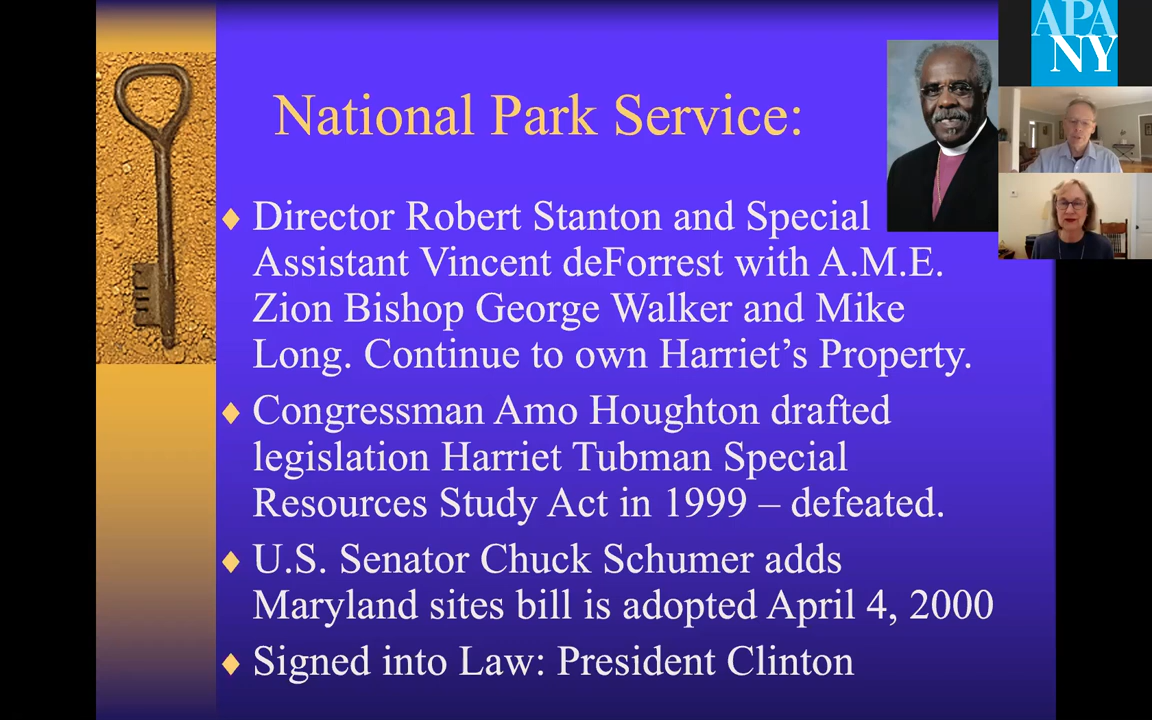 APA
NY
National Park Service:
Director Robert Stanton and Special
Assistant Vincent deForrest with A.M.E.
Zion Bishop George Walker and Mike
Long. Continue to own Harriet’s Property.
Congressman Amo Houghton drafted
legislation Harriet Tubman Special
Resources Study Act in 1999 – defeated.
U.S. Senator Chuck Schumer adds
Maryland sites bill is adopted April 4, 2000
Signed into Law: President Clinton